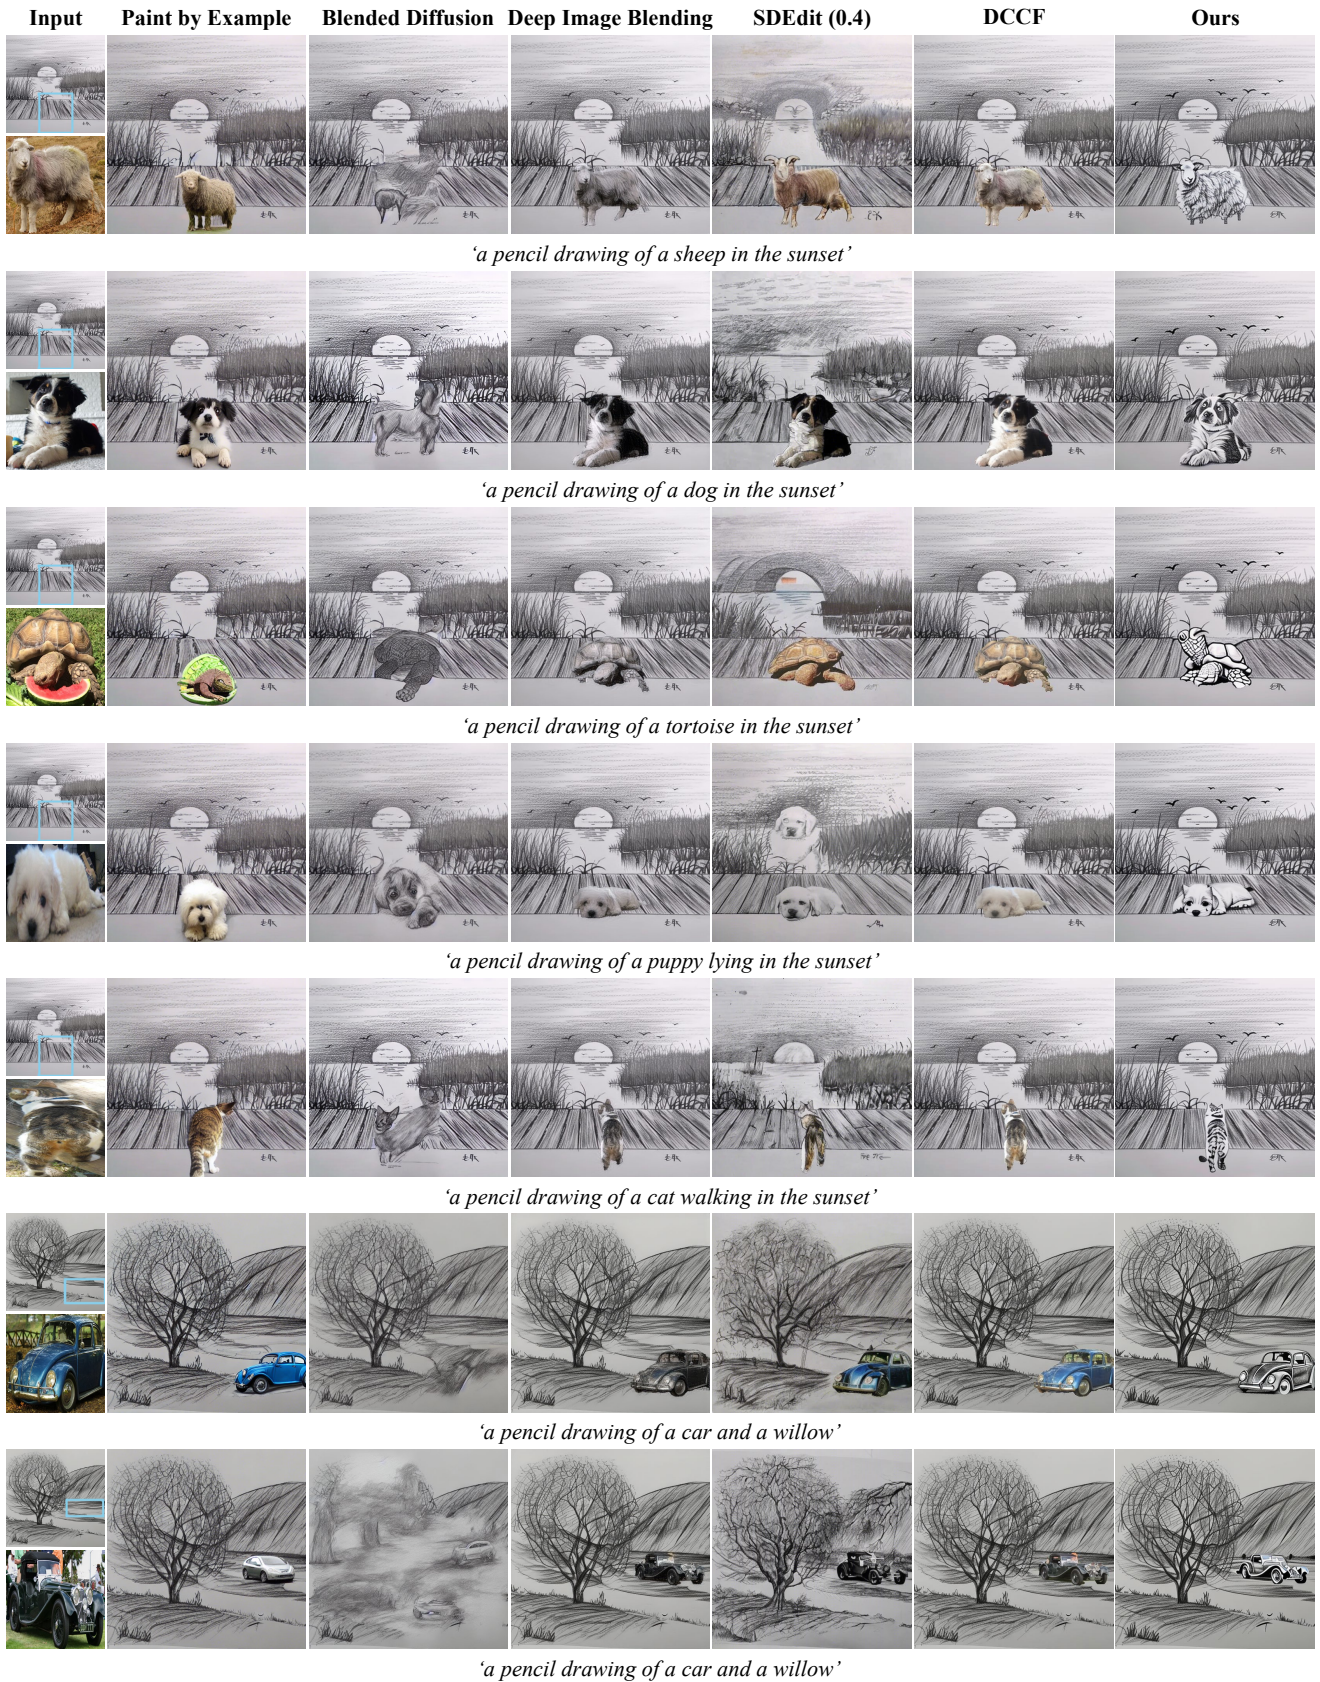 Input Paint by Example Blended Diffusion Deep Image Blending SDEdit (0.4) DCCF Ours
‘a pencil drawing of a sheep in the sunset’
‘a pencil drawing of a dog in the sunset’
‘a pencil drawing of a tortoise in the sunset’
‘a pencil drawing of a puppy lying in the sunset’
‘a pencil drawing of a cat walking in the sunset’
‘a pencil drawing of a car and a willow’
‘a pencil drawing of a car and a willow’